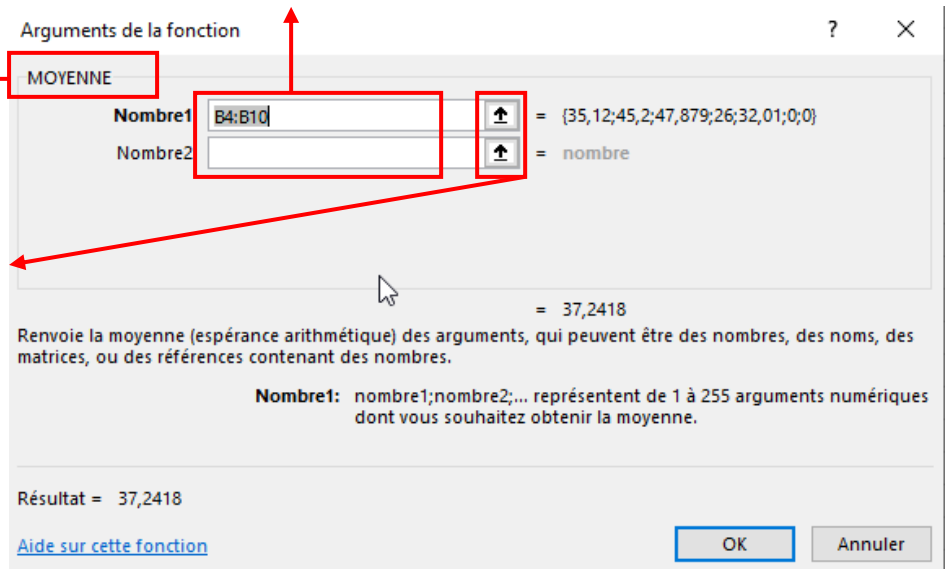 Arguments de la fonction ? ×
MOYENNE
Nombre1 B4:B10 = {35,12;45,2;47,879;26;32,01;0;0}
Nombre2 = nombre
= 37,2418
Renvoie la moyenne (espérance arithmétique) des arguments, qui peuvent être des nombres, des noms, des
matrices, ou des références contenant des nombres.
Nombre1: nombre1;nombre2;... représentent de 1 à 255 arguments numériques
dont vous souhaitez obtenir la moyenne.
Résultat = 37,2418
Aide sur cette fonction OK Annuler